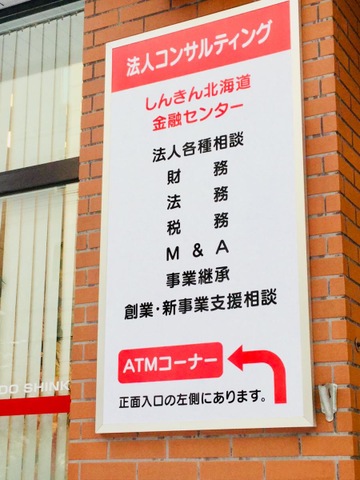 法人コンサルティング
しんきん北海道
金融センター
法人各種相談
財務
法務
税務
M & A
事業継承
創業・新事業支援相談
ATMコーナー
正面入口の左側にあります。
DO SHINK